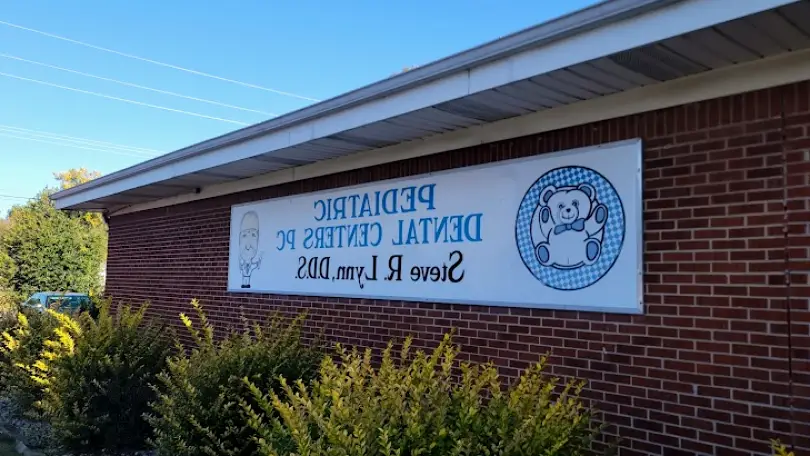 PEDIATRIC
DENTAL CENTERS PC
Steve R. Lynn, D.D.S.